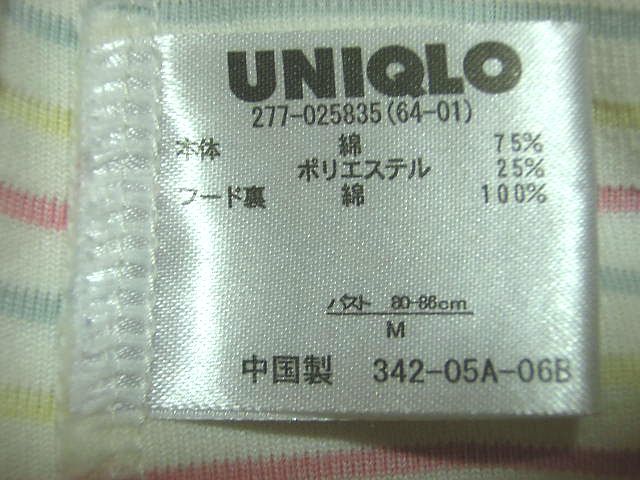 UNIQLO
277-025835(64-01)
本体 綿 75%
ポリエステル 25%
フード裏 綿 100%
バスト 80-86cm
M
中国製 342-05A-06B